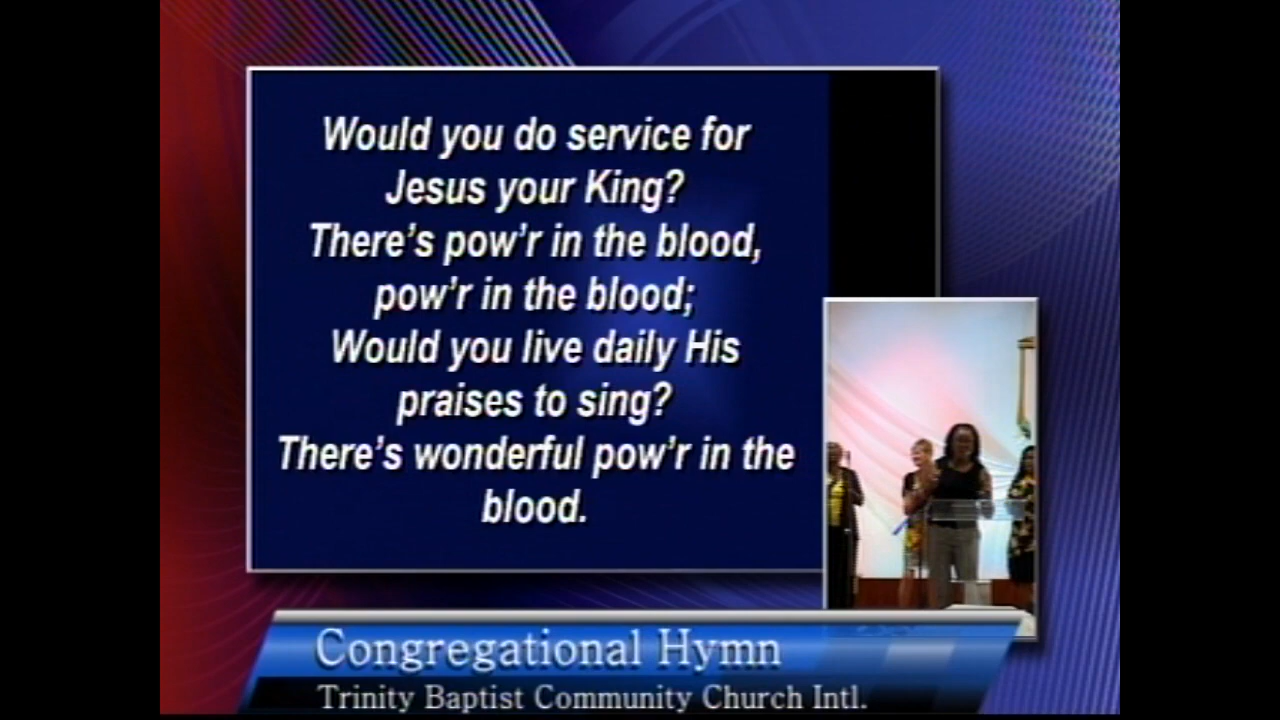 Would you do service for
Jesus your King?
There's pow'r in the blood,
pow'r in the blood;
Would you live daily His
praises to sing?
There's wonderful pow'r in the
blood.
Congregational Hymn
Trinity Baptist Community Church Intl.